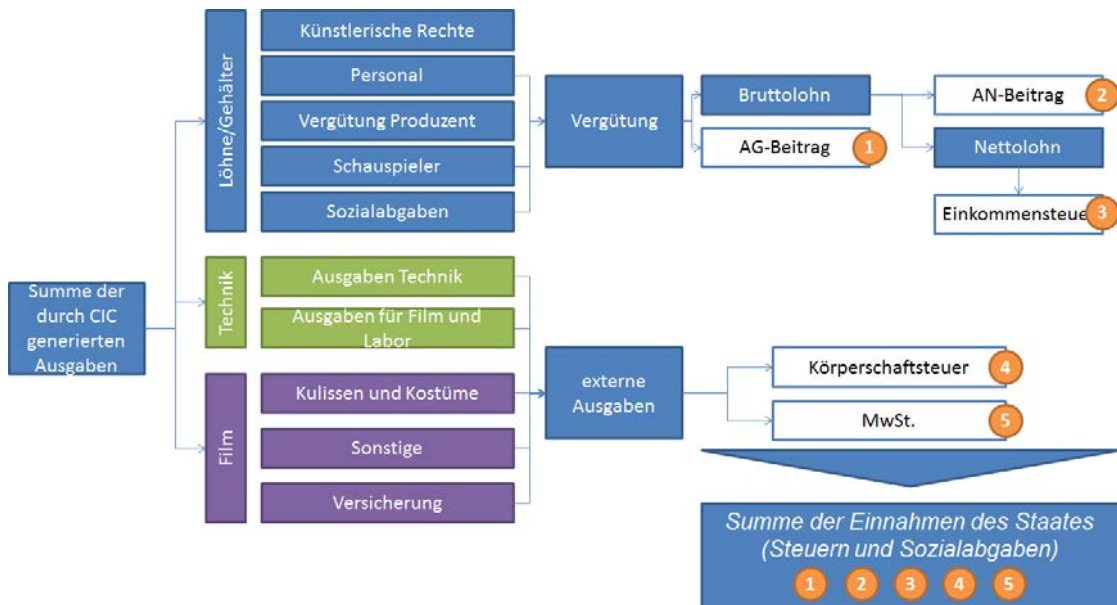 Summe der
durch CIC
generierten
Ausgaben
Löhne/Gehälter
Künstlerische Rechte
Personal
Vergütung Produzent
Schauspieler
Sozialabgaben
Technik
Ausgaben Technik
Ausgaben für Film und
Labor
Film
Kulissen und Kostüme
Sonstige
Versicherung
Vergütung
Bruttolohn
AG-Beitrag 1
AN-Beitrag 2
Nettolohn
Einkommensteue 3
externe
Ausgaben
Körperschaftsteuer 4
MwSt. 5
Summe der Einnahmen des Staates
(Steuern und Sozialabgaben)
1 2 3 4 5